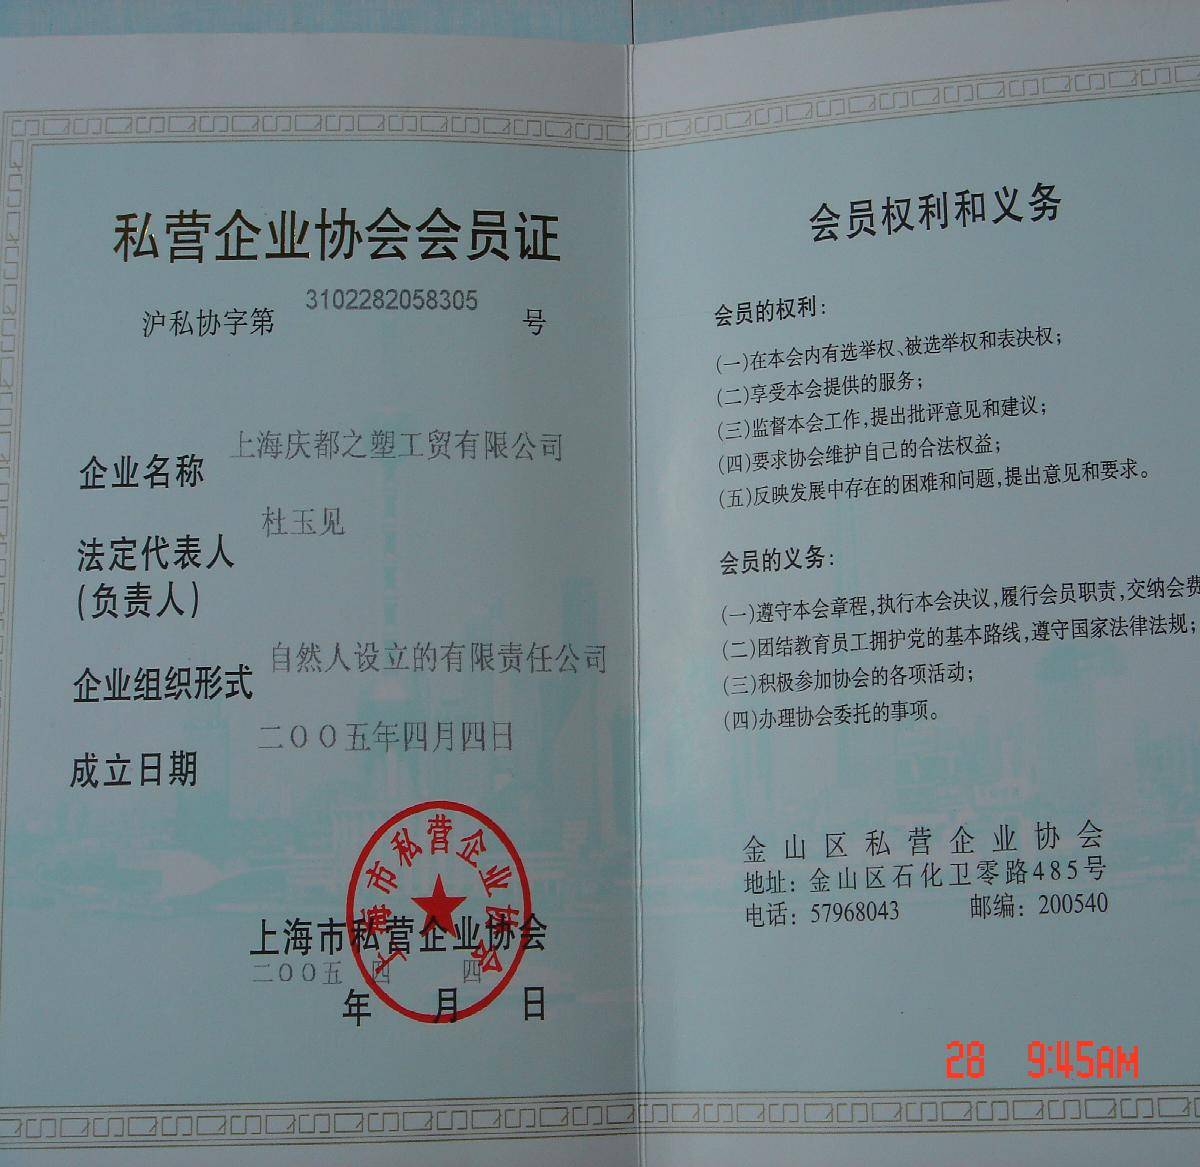 私营企业协会会员证
沪私协字第 3102282058305 号
企业名称 上海庆都之塑工贸有限公司
法定代表人 杜玉见
(负责人)
企业组织形式 自然人设立的有限责任公司
成立日期 二OO五年四月四日
上海市私营企业协会
上海市私营企业协会
二OO五 四 四
年 月 日
会员权利和义务
会员的权利：
(一)在本会内有选举权、被选举权和表决权；
(二)享受本会提供的服务；
(三)监督本会工作,提出批评意见和建议；
(四)要求协会维护自己的合法权益；
(五)反映发展中存在的困难和问题,提出意见和要求。
会员的义务：
(一)遵守本会章程,执行本会决议,履行会员职责,交纳会费
(二)团结教育员工拥护党的基本路线,遵守国家法律法规；
(三)积极参加协会的各项活动；
(四)办理协会委托的事项。
金山区私营企业协会
地址：金山区石化卫零路485号
电话：57968043 邮编：200540
28 9:45AM